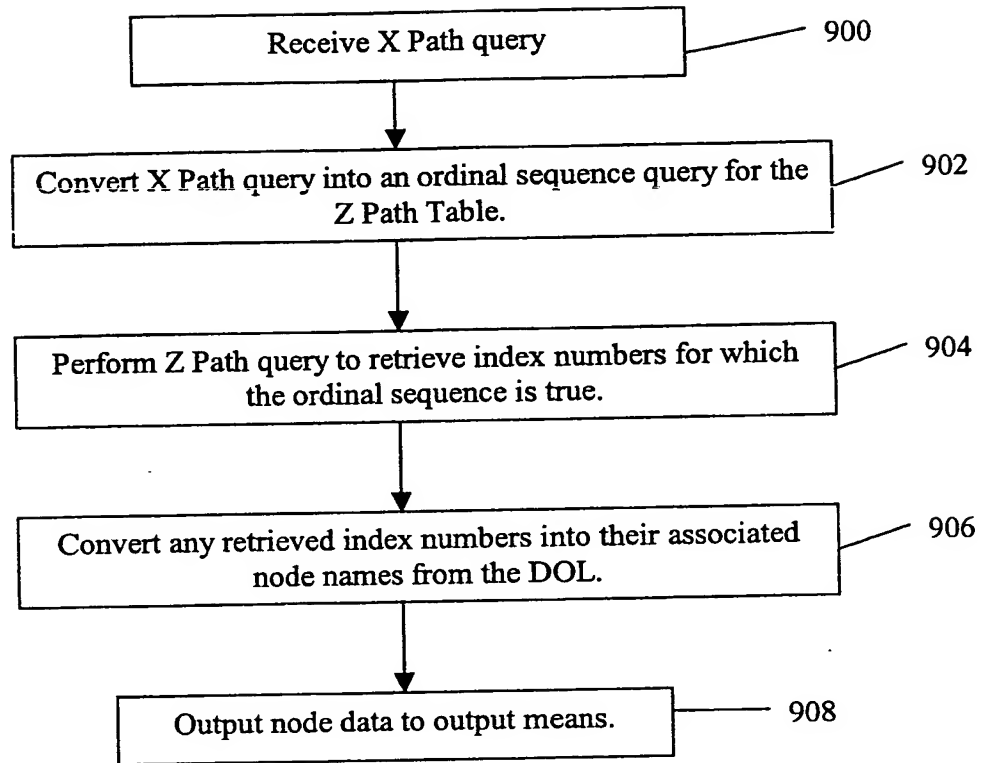 Receive X Path query
900
Convert X Path query into an ordinal sequence query for the
Z Path Table.
902
Perform Z Path query to retrieve index numbers for which
the ordinal sequence is true.
904
Convert any retrieved index numbers into their associated
node names from the DOL.
906
Output node data to output means.
908